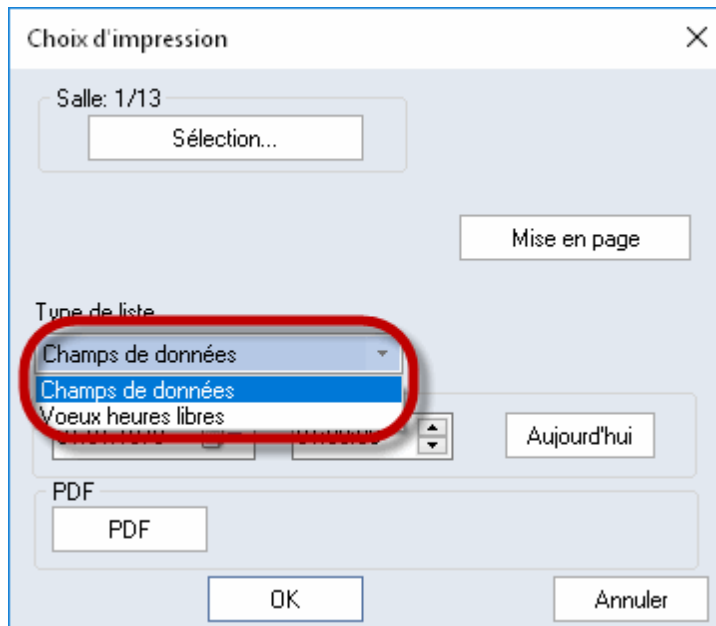 Choix d'impression
Salle: 1/13
Sélection...
Mise en page
Type de liste
Champs de données
Champs de données
Voeux heures libres
Aujourd'hui
PDF
PDF
OK
Annuler